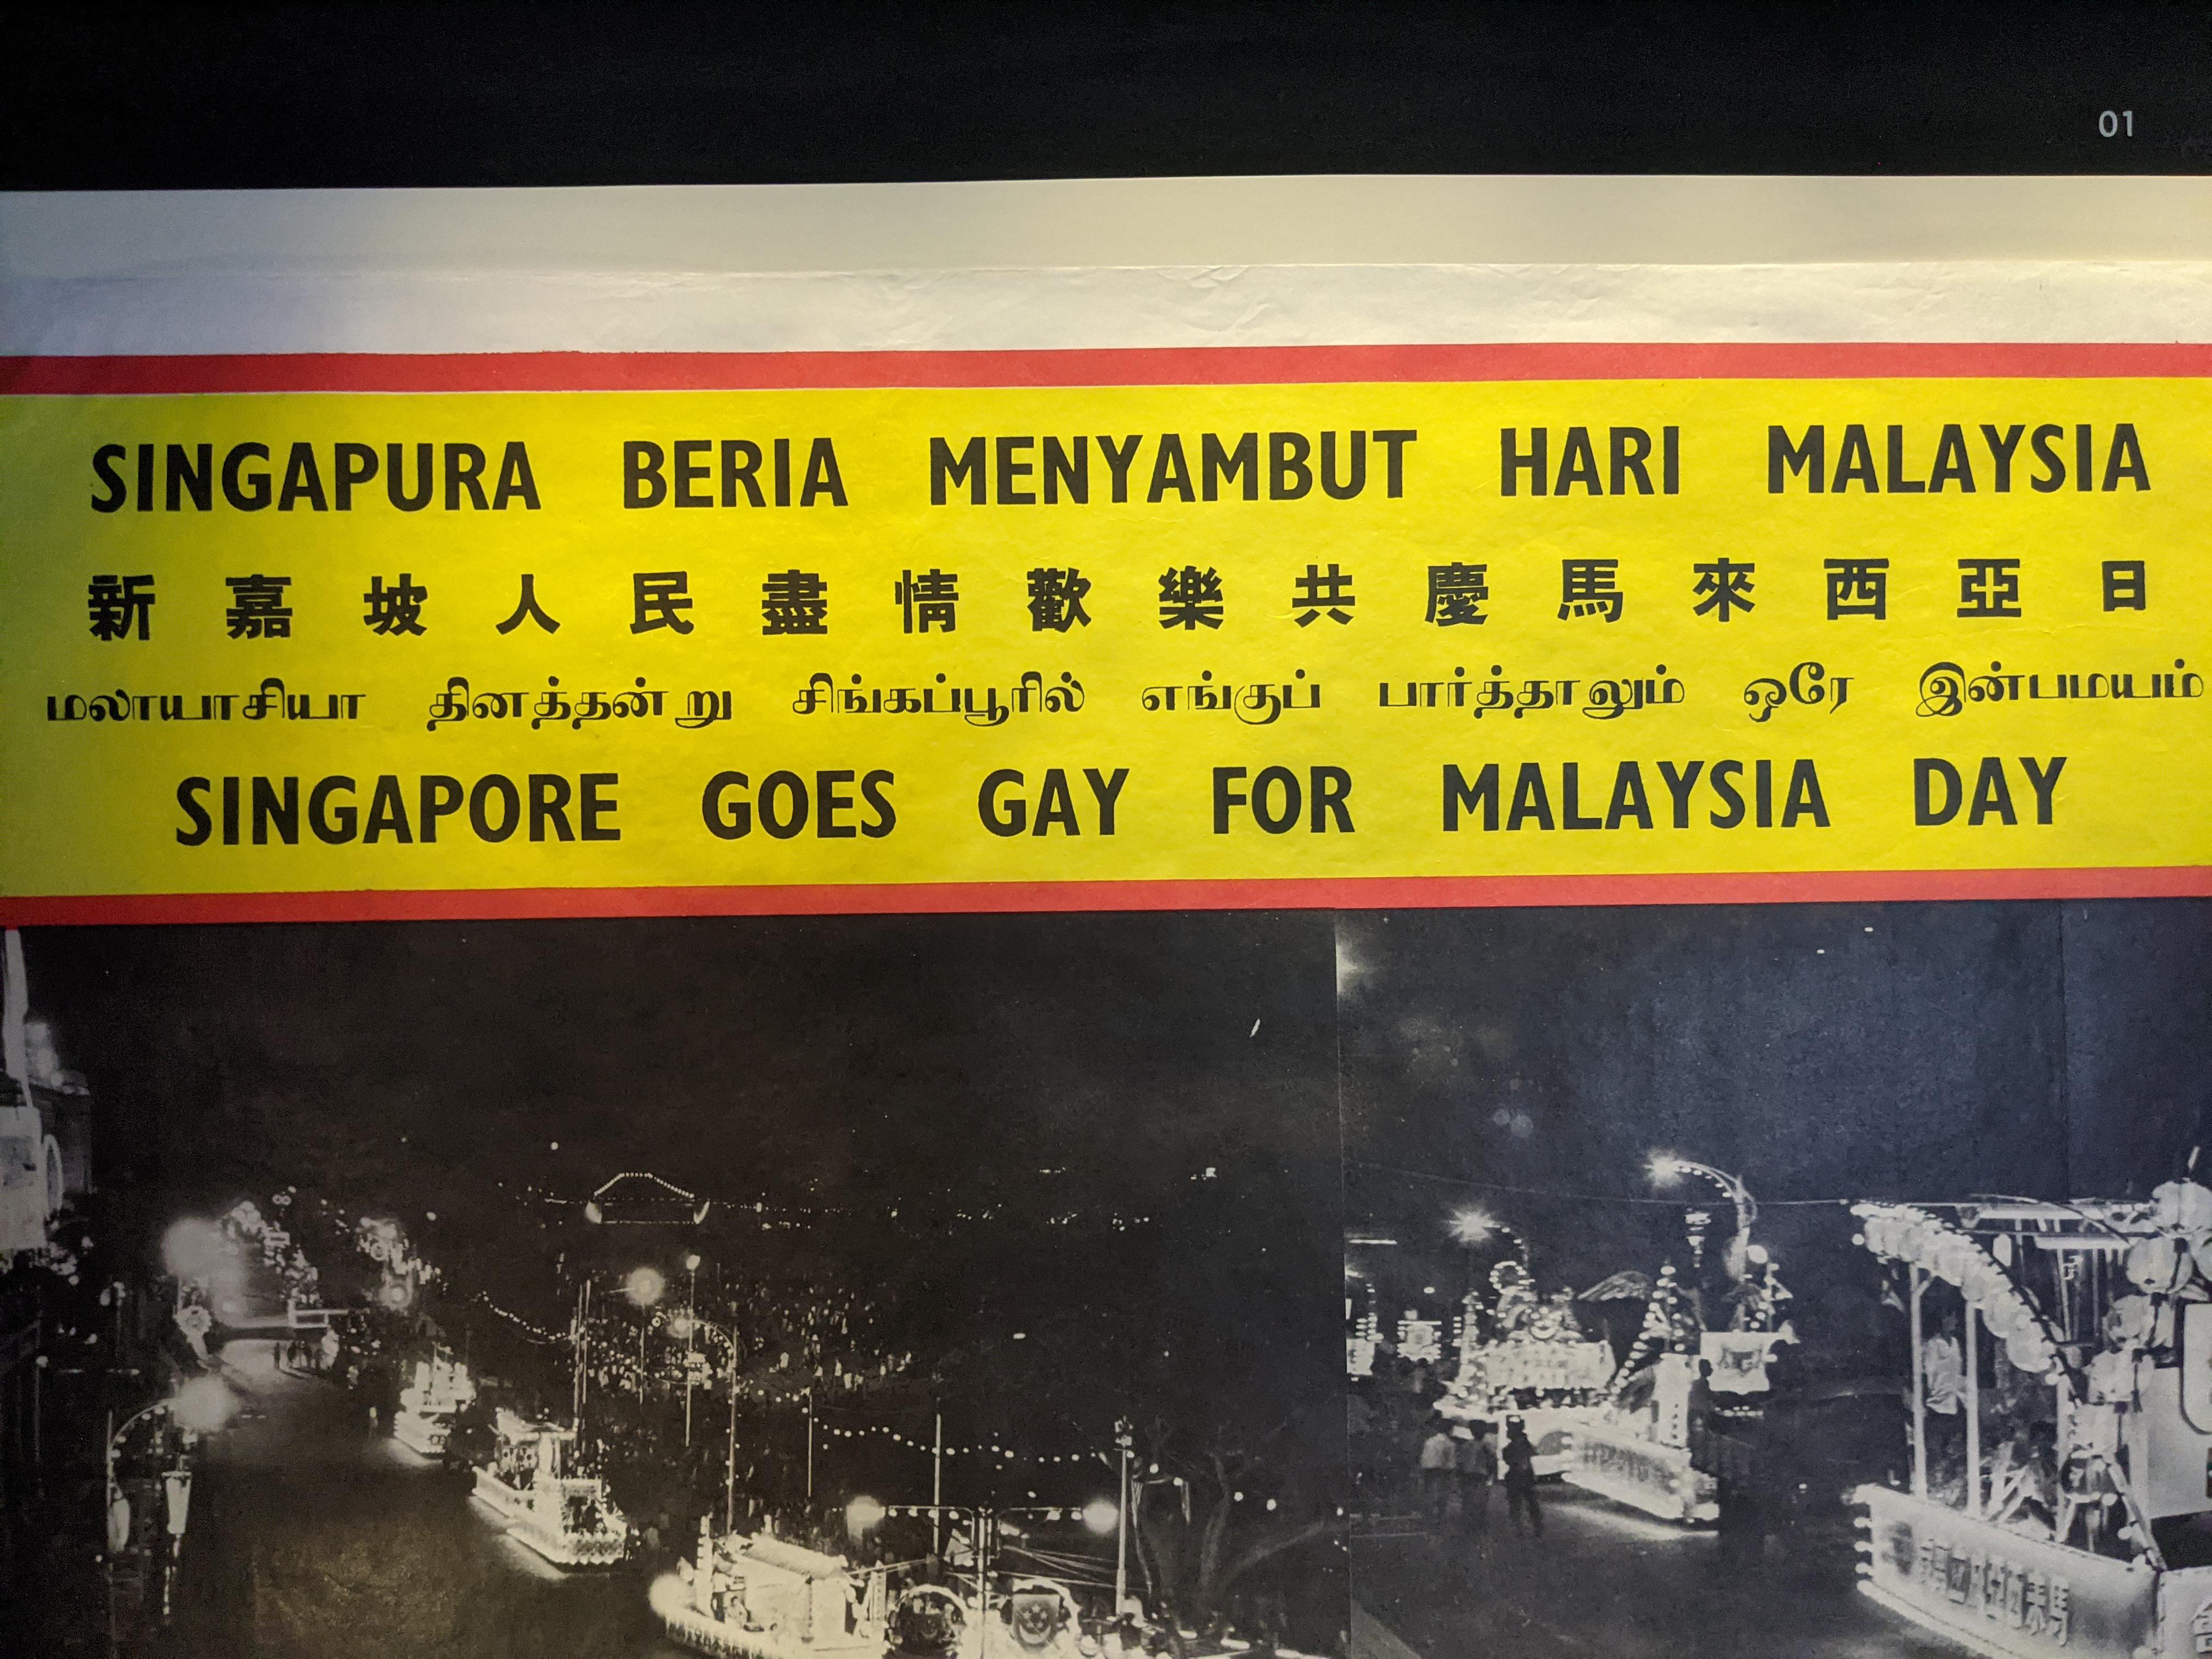 01
SINGAPURA BERIA MENYAMBUT HARI MALAYSIA
新嘉坡人民盡情歡樂共慶馬來西亞日
மலாயாசியா தினத்தன்று சிங்கப்பூரில் எங்குப் பார்த்தாலும் ஒரே இன்பமயம்
SINGAPORE GOES GAY FOR MALAYSIA DAY